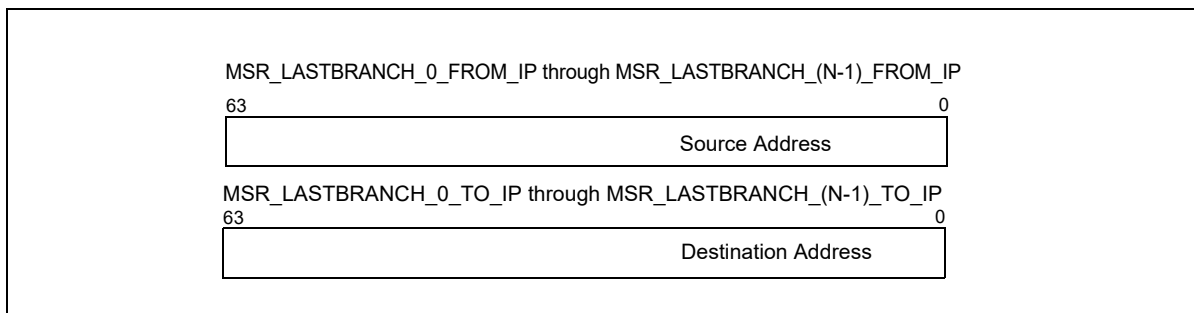 MSR_LASTBRANCH_0_FROM_IP through MSR_LASTBRANCH_(N-1)_FROM_IP
63 0
Source Address
MSR_LASTBRANCH_0_TO_IP through MSR_LASTBRANCH_(N-1)_TO_IP
63 0
Destination Address